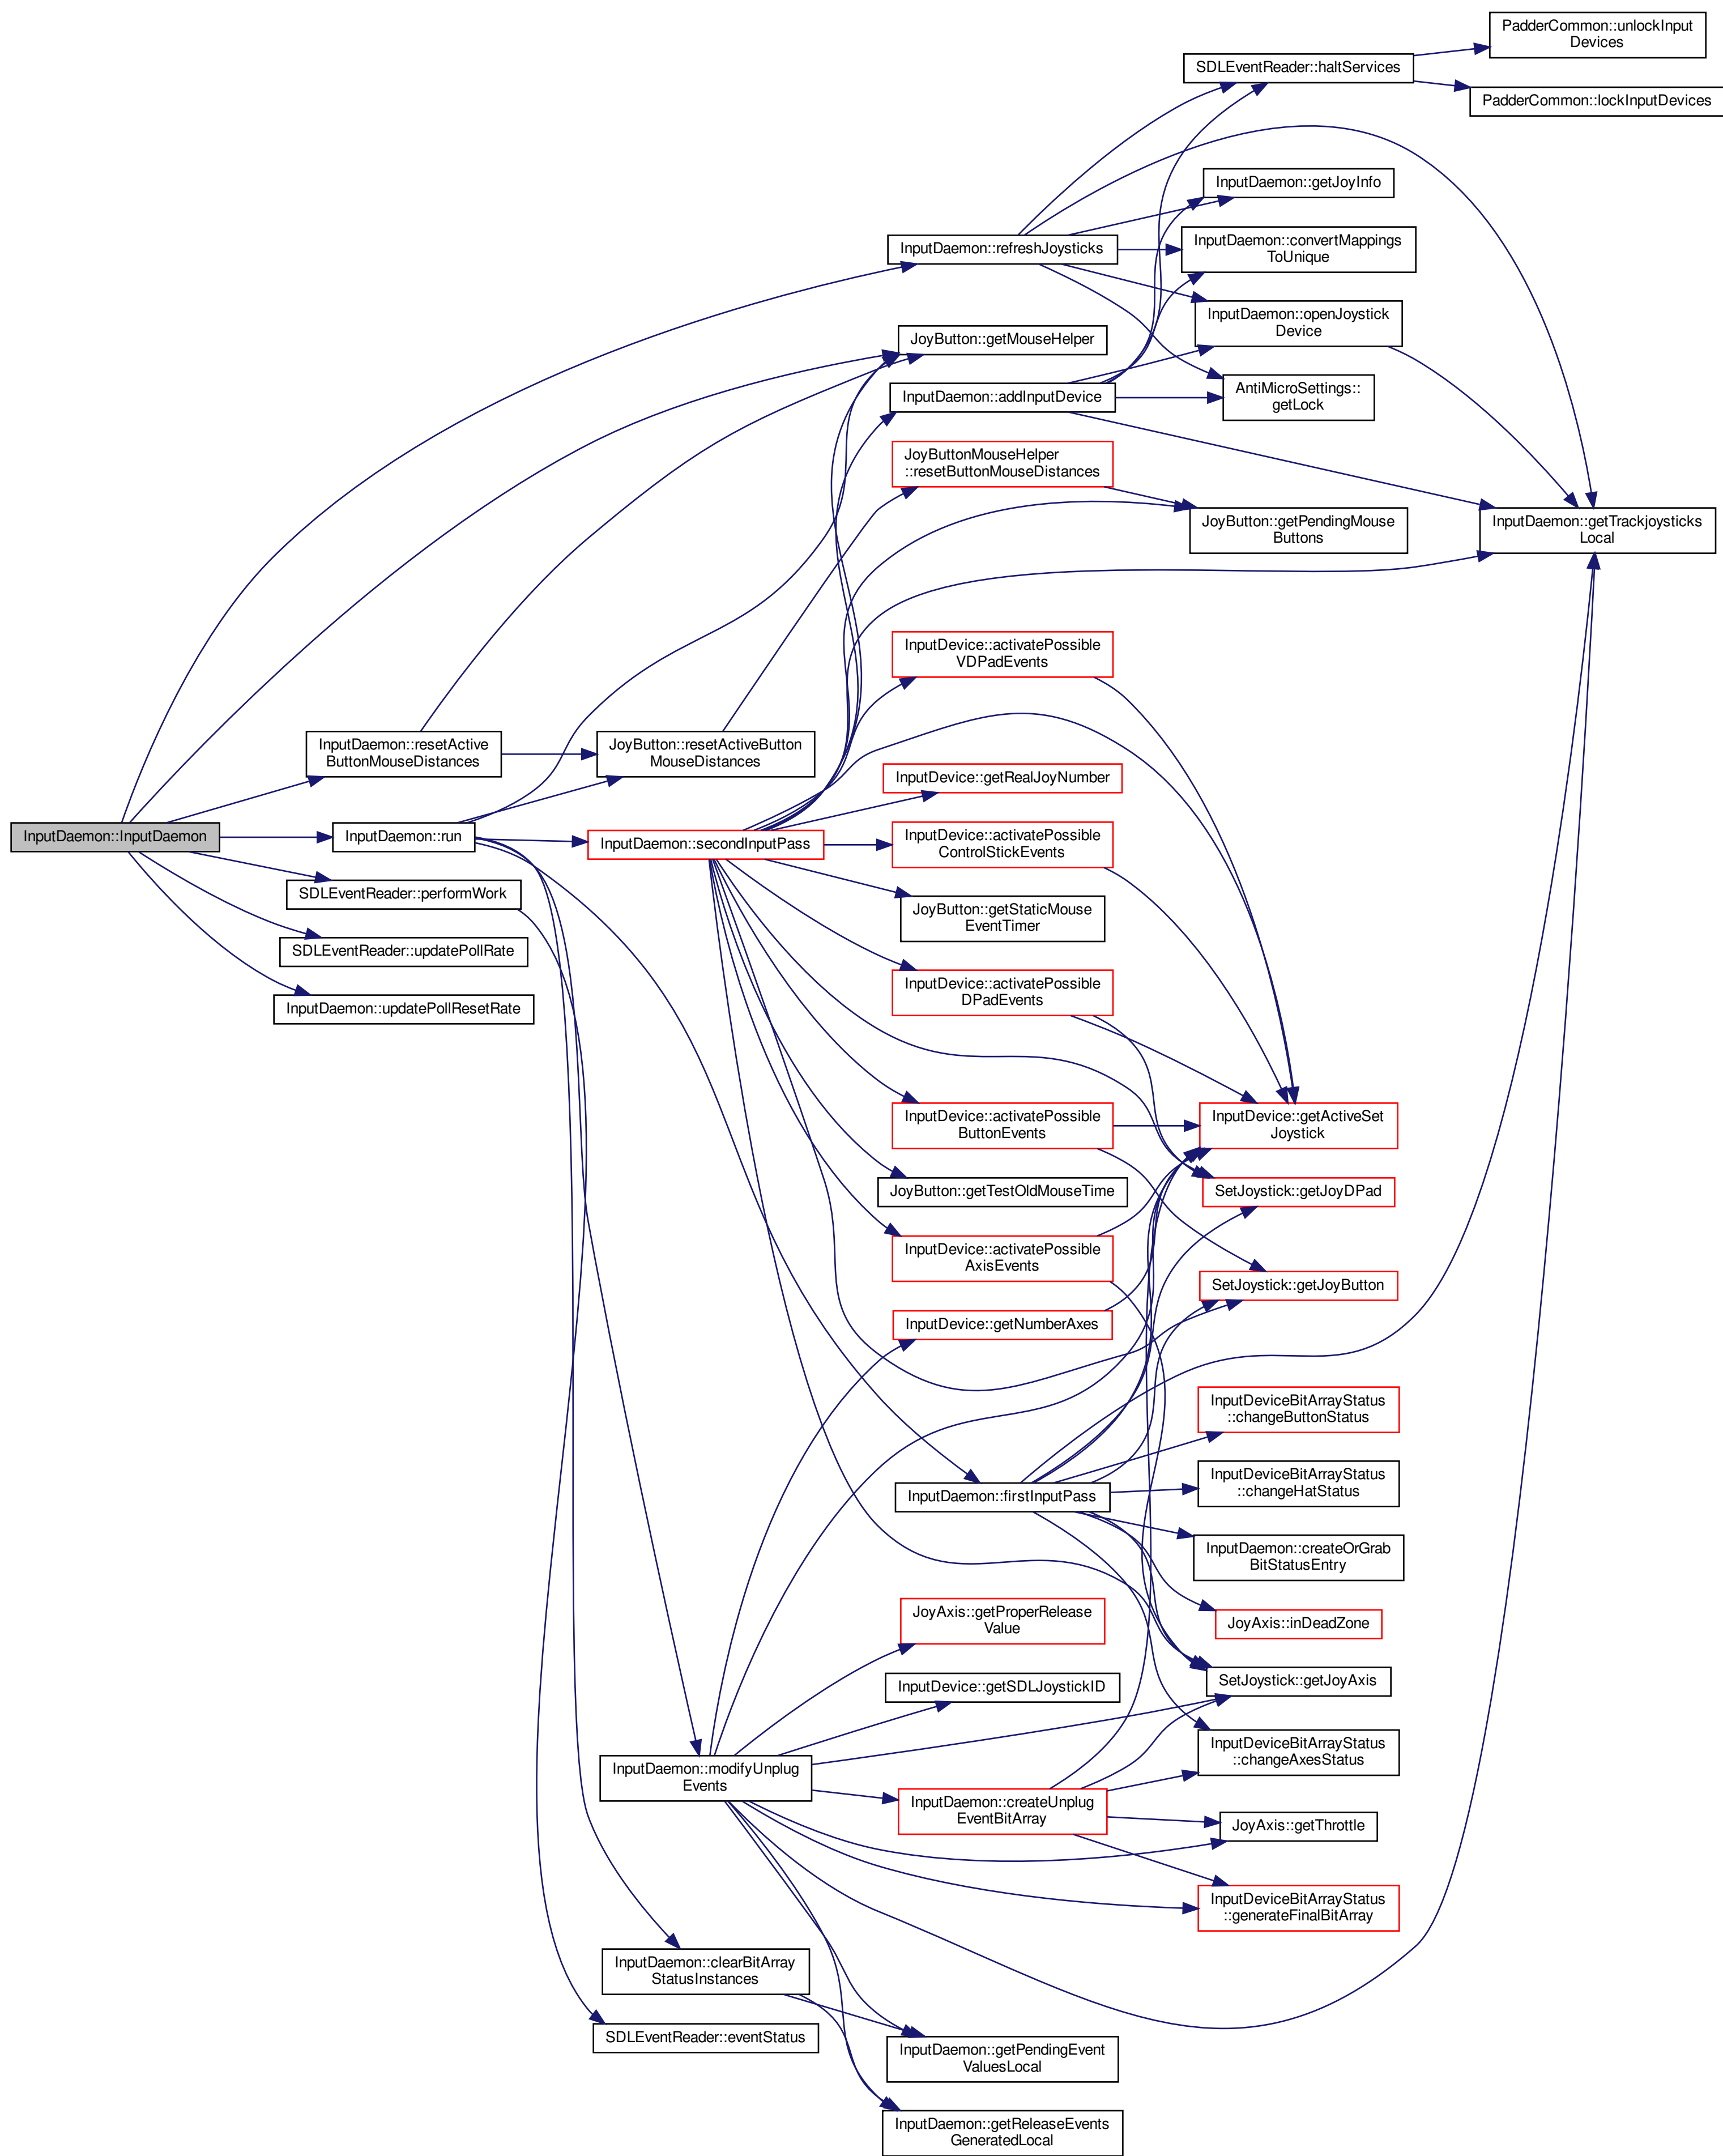 PadderCommon::unlockInput
Devices
SDLEventReader::haltServices
PadderCommon::lockInputDevices
InputDaemon::getJoyInfo
InputDaemon::refreshJoysticks
InputDaemon::convertMappings
ToUnique
InputDaemon::openJoystick
Device
JoyButton::getMouseHelper
InputDaemon::addInputDevice
AntiMicroSettings::
getLock
JoyButtonMouseHelper
::resetButtonMouseDistances
JoyButton::getPendingMouse
Buttons
InputDaemon::getTrackjoysticks
Local
InputDevice::activatePossible
VDPadEvents
InputDaemon::resetActive
ButtonMouseDistances
JoyButton::resetActiveButton
MouseDistances
InputDevice::getRealJoyNumber
InputDaemon::InputDaemon
InputDaemon::run
InputDaemon::secondInputPass
InputDevice::activatePossible
ControlStickEvents
SDLEventReader::performWork
JoyButton::getStaticMouse
EventTimer
SDLEventReader::updatePollRate
InputDevice::activatePossible
DPadEvents
InputDaemon::updatePollResetRate
InputDevice::activatePossible
ButtonEvents
InputDevice::getActiveSet
Joystick
JoyButton::getTestOldMouseTime
SetJoystick::getJoyDPad
InputDevice::activatePossible
AxisEvents
SetJoystick::getJoyButton
InputDevice::getNumberAxes
InputDeviceBitArrayStatus
::changeButtonStatus
InputDaemon::firstInputPass
InputDeviceBitArrayStatus
::changeHatStatus
InputDaemon::createOrGrab
BitStatusEntry
JoyAxis::getProperRelease
Value
JoyAxis::inDeadZone
InputDevice::getSDLJoystickID
SetJoystick::getJoyAxis
InputDaemon::modifyUnplug
Events
InputDeviceBitArrayStatus
::changeAxesStatus
InputDaemon::createUnplug
EventBitArray
JoyAxis::getThrottle
InputDeviceBitArrayStatus
::generateFinalBitArray
InputDaemon::clearBitArray
StatusInstances
SDLEventReader::eventStatus
InputDaemon::getPendingEvent
ValuesLocal
InputDaemon::getReleaseEvents
GeneratedLocal